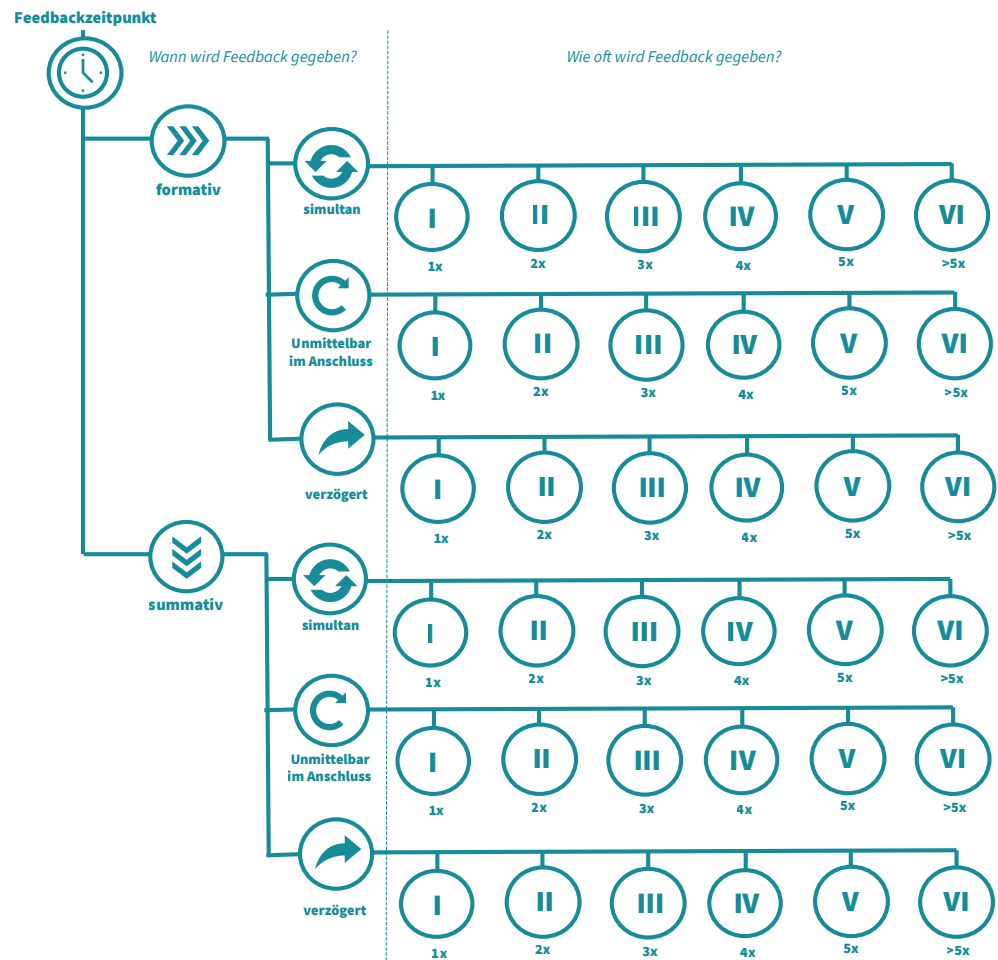 Feedbackzeitpunkt
Wann wird Feedback gegeben?
Wie oft wird Feedback gegeben?
formativ
simultan
I II III IV V VI
1x 2x 3x 4x 5x >5x
Unmittelbar
im Anschluss
I II III IV V VI
1x 2x 3x 4x 5x >5x
verzögert
I II III IV V VI
1x 2x 3x 4x 5x >5x
summativ
simultan
I II III IV V VI
1x 2x 3x 4x 5x >5x
Unmittelbar
im Anschluss
I II III IV V VI
1x 2x 3x 4x 5x >5x
verzögert
I II III IV V VI
1x 2x 3x 4x 5x >5x